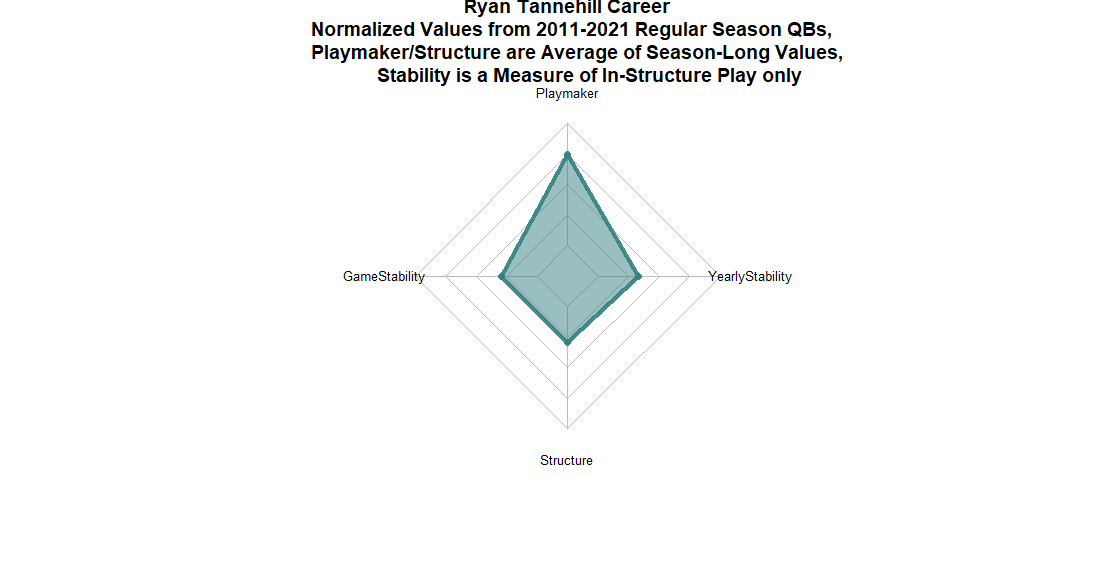 Ryan Tannehill Career
Normalized Values from 2011-2021 Regular Season QBs,
Playmaker/Structure are Average of Season-Long Values,
Stability is a Measure of In-Structure Play only
Playmaker
GameStability
YearlyStability
Structure